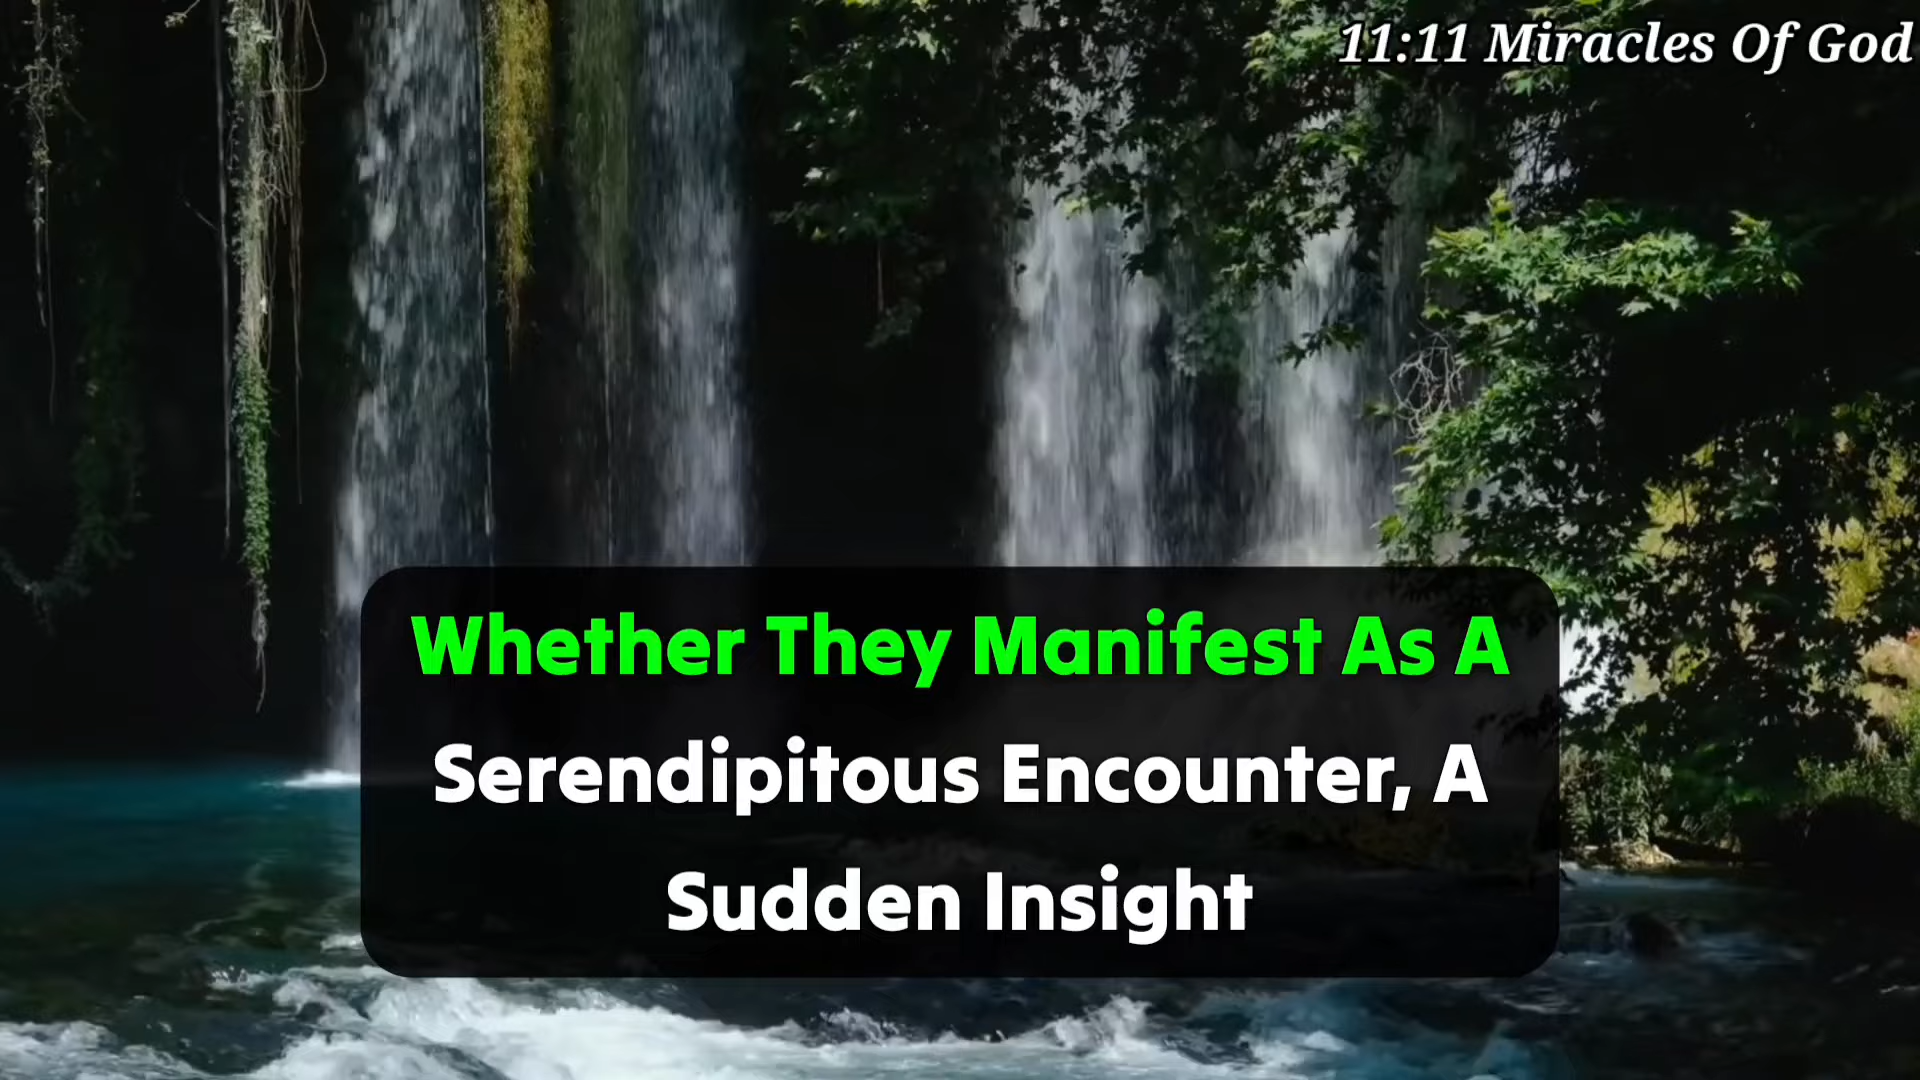 11:11 Miracles Of God
Whether They Manifest As A
Serendipitous Encounter, A
Sudden Insight